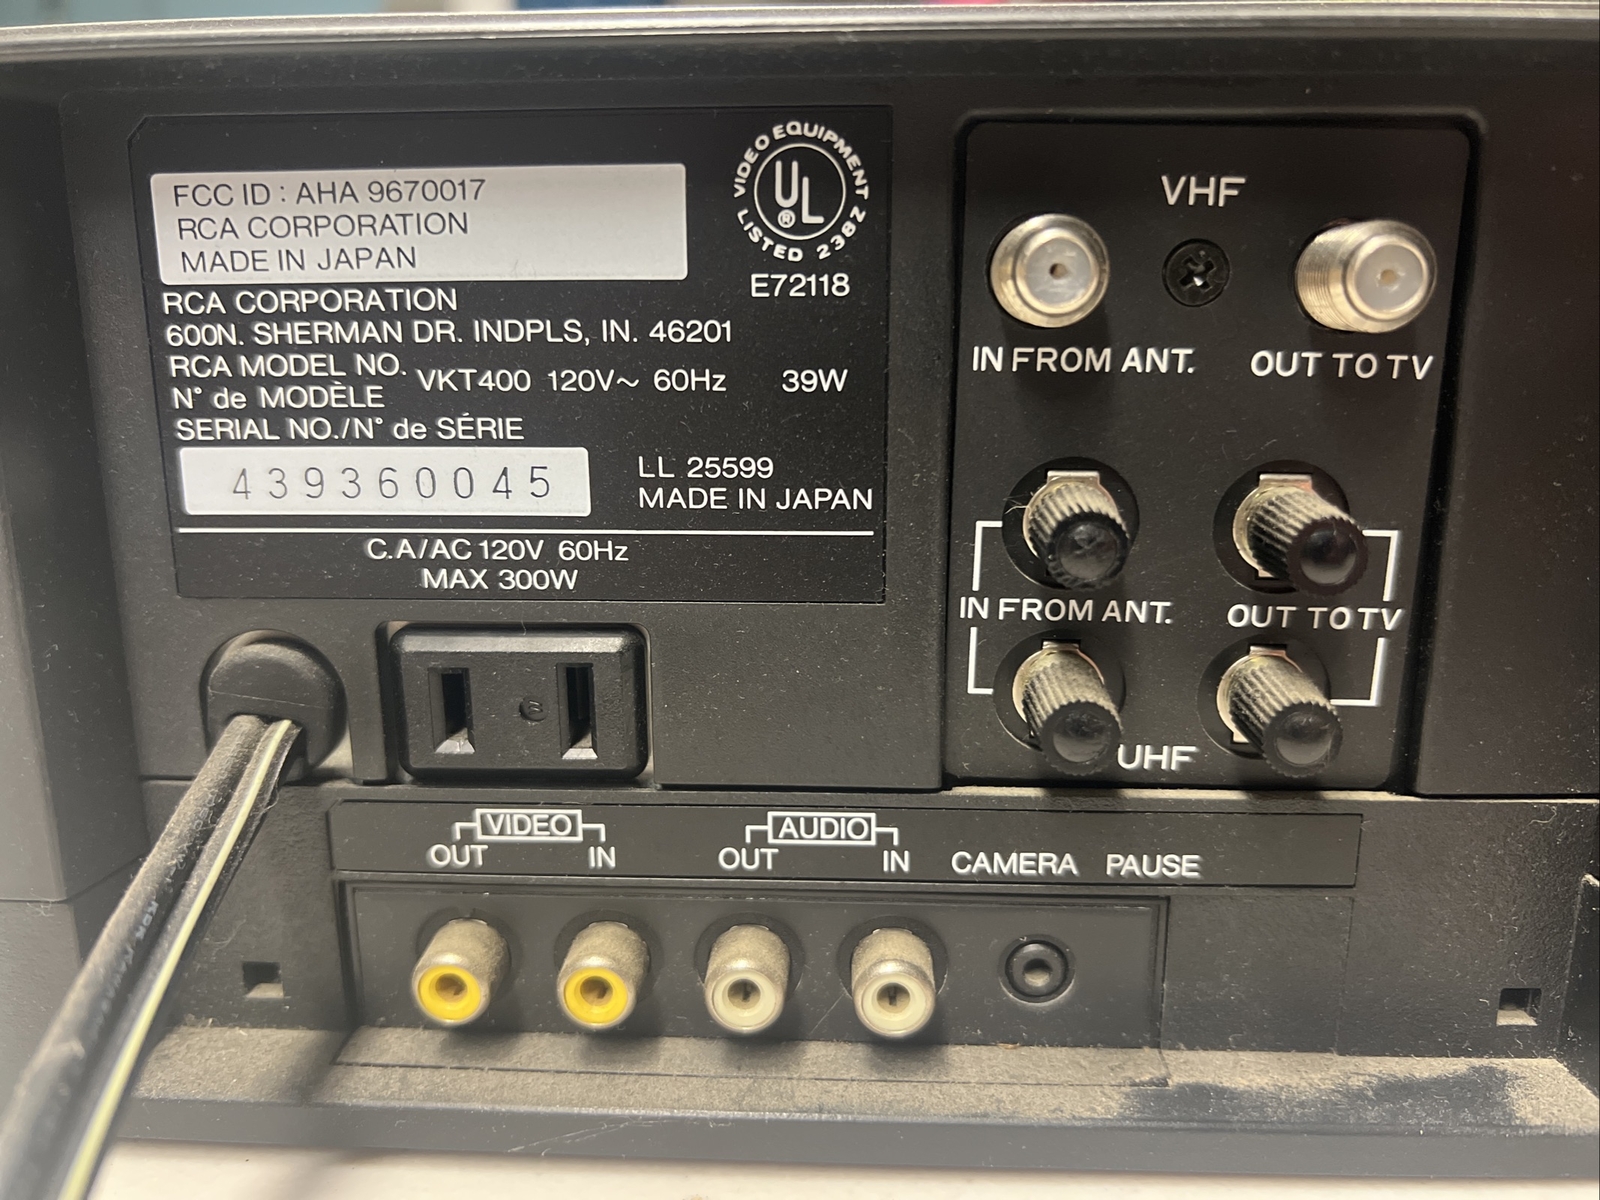 FCC ID : AHA 9670017
RCA CORPORATION
MADE IN JAPAN
VIDEO EQUIPMENT
UL
®
LISTED 238Z
E72118
RCA CORPORATION
600N. SHERMAN DR. INDPLS, IN. 46201
RCA MODEL NO.
N° de MODÈLE
VKT400 120V~ 60Hz 39W
SERIAL NO./N° de SÉRIE
439360045
LL 25599
MADE IN JAPAN
C.A/AC 120V 60Hz
MAX 300W
VHF
IN FROM ANT. OUT TO TV
IN FROM ANT. OUT TO TV
UHF
VIDEO AUDIO
OUT IN OUT IN CAMERA PAUSE